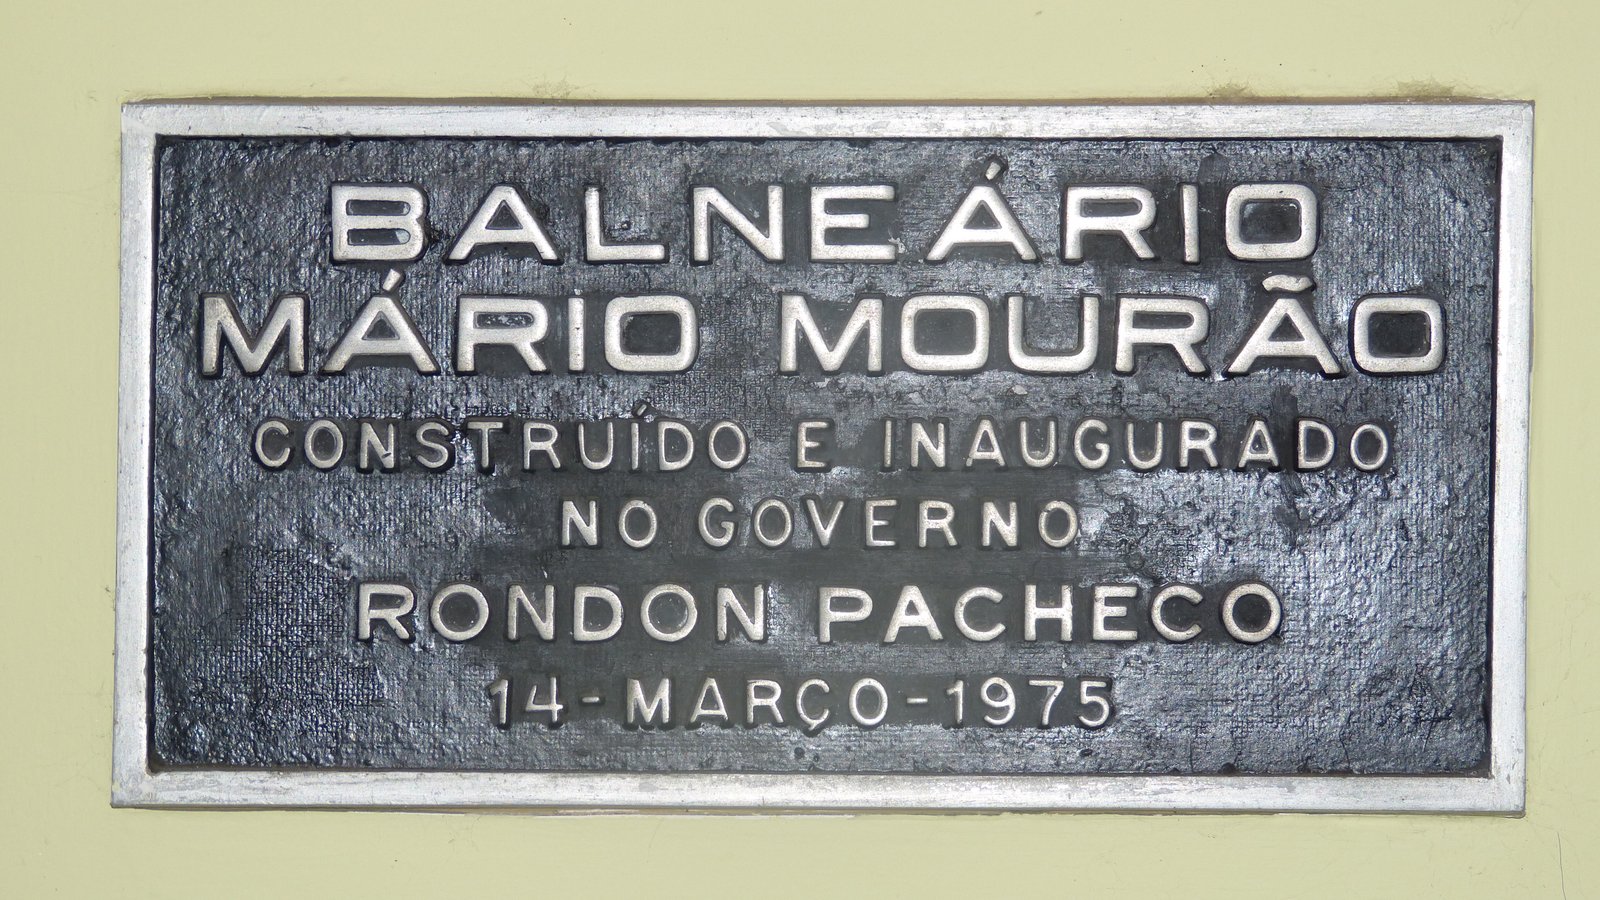 BALNEÁRIO
MÁRIO MOURÃO
CONSTRUÍDO E INAUGURADO
NO GOVERNO
RONDON PACHECO
14-MARÇO-1975